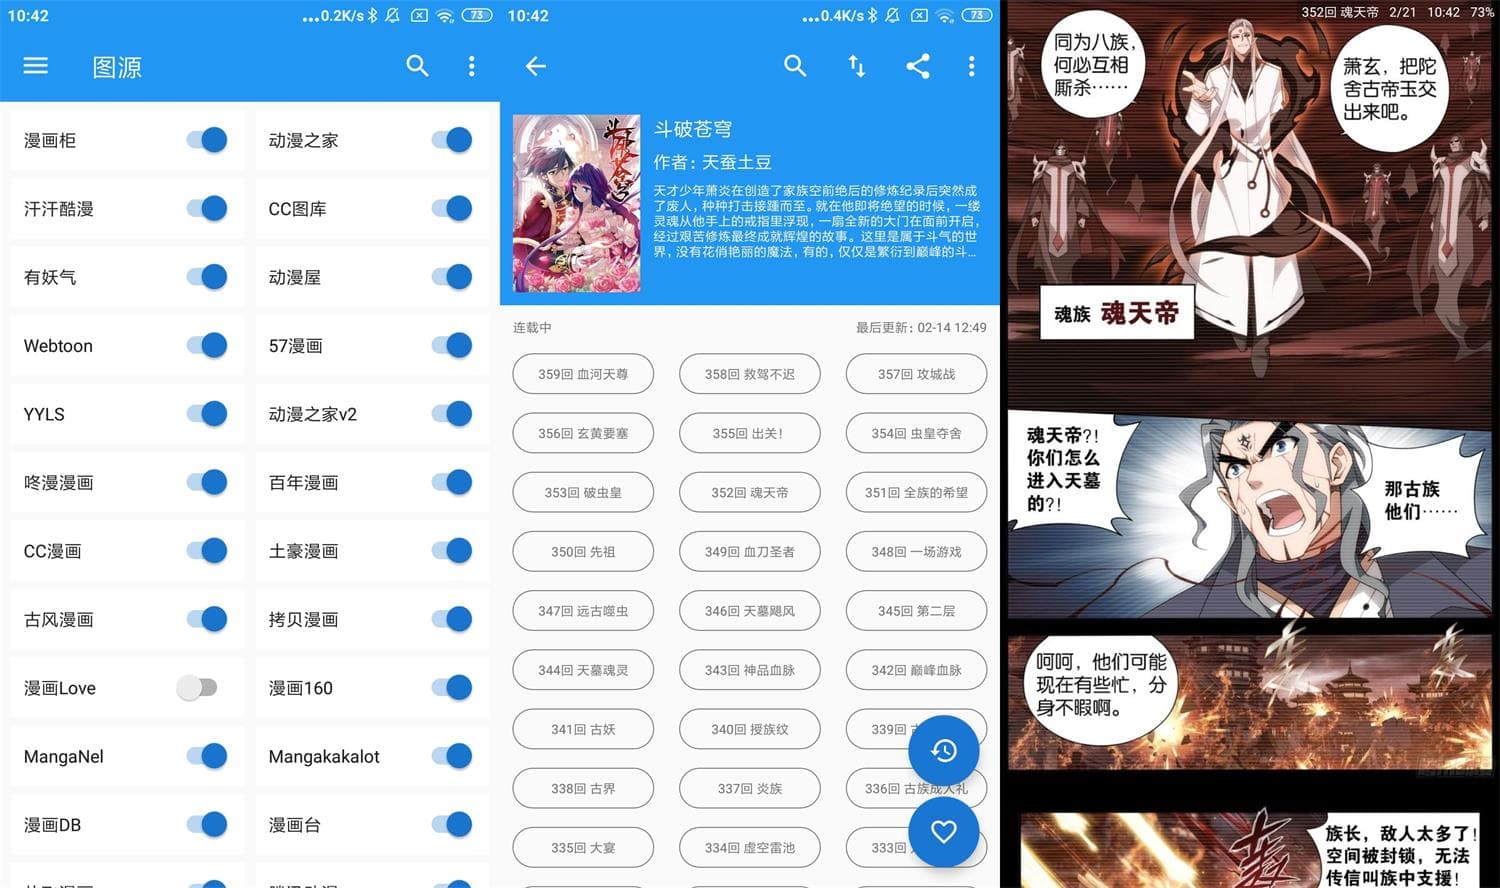 10:42
...0.2K/s
73
图源
漫画柜
动漫之家
汗汗酷漫
CC图库
有妖气
动漫屋
Webtoon
57漫画
YYLS
动漫之家v2
咚漫漫画
百年漫画
CC漫画
土豪漫画
古风漫画
拷贝漫画
漫画Love
漫画160
MangaNel
Mangakakalot
漫画DB
漫画台
10:42
...0.4K/s
73
斗破苍穹
斗破苍穹
作者：天蚕土豆
天才少年萧炎在创造了家族空前绝后的修炼纪录后突然成
了废人，种种打击接踵而至。就在他即将绝望的时候，一缕
灵魂从他手上的戒指里浮现，一扇全新的大门在面前开启，
经过艰苦修炼最终成就辉煌的故事。这里是属于斗气的世
界，没有花俏艳丽的魔法，有的，仅仅是繁衍到巅峰的斗...
连载中
最后更新：02-14 12:49
359回 血河天尊
358回 救驾不迟
357回 攻城战
356回 玄黄要塞
355回 出关！
354回 虫皇夺舍
353回 破虫皇
352回 魂天帝
351回 全族的希望
350回 先祖
349回 血刀圣者
348回 一场游戏
347回 远古噬虫
346回 天墓飓风
345回 第二层
344回 天墓魂灵
343回 神品血脉
342回 巅峰血脉
341回 古妖
340回 授族纹
339回
338回 古界
337回 炎族
336回 古族成人礼
335回 大宴
334回 虚空雷池
333回
352回 魂天帝 2/21 10:42 73%
同为八族，
何必互相
厮杀……
萧玄，把陀
舍古帝玉交
出来吧。
魂族 魂天帝
魂天帝?!
你们怎么
进入天墓
的?!
那古族
他们……
呵呵，他们可能
现在有些忙，分
身不暇啊。
族长，敌人太多了!
空间被封锁，无法
传信叫族中支援!